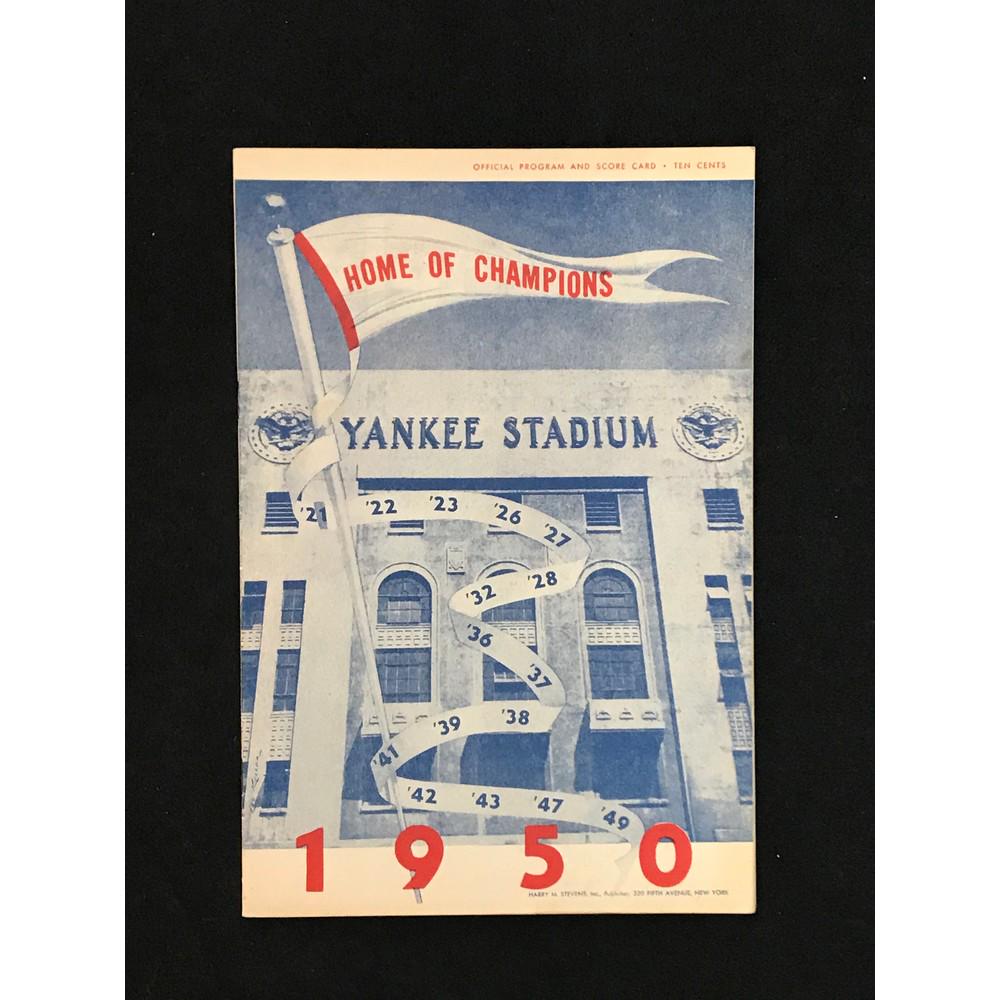 OFFICIAL PROGRAM AND SCORE CARD • TEN CENTS
HOME OF CHAMPIONS
YANKEE STADIUM
'21 '22 '23 '26 '27
'28
'32
'36
'37
'38
'39
'41
'42 '43 '47 '49
1950
HARRY M. STEVENS, Inc., Publisher, 320 FIFTH AVENUE, NEW YORK